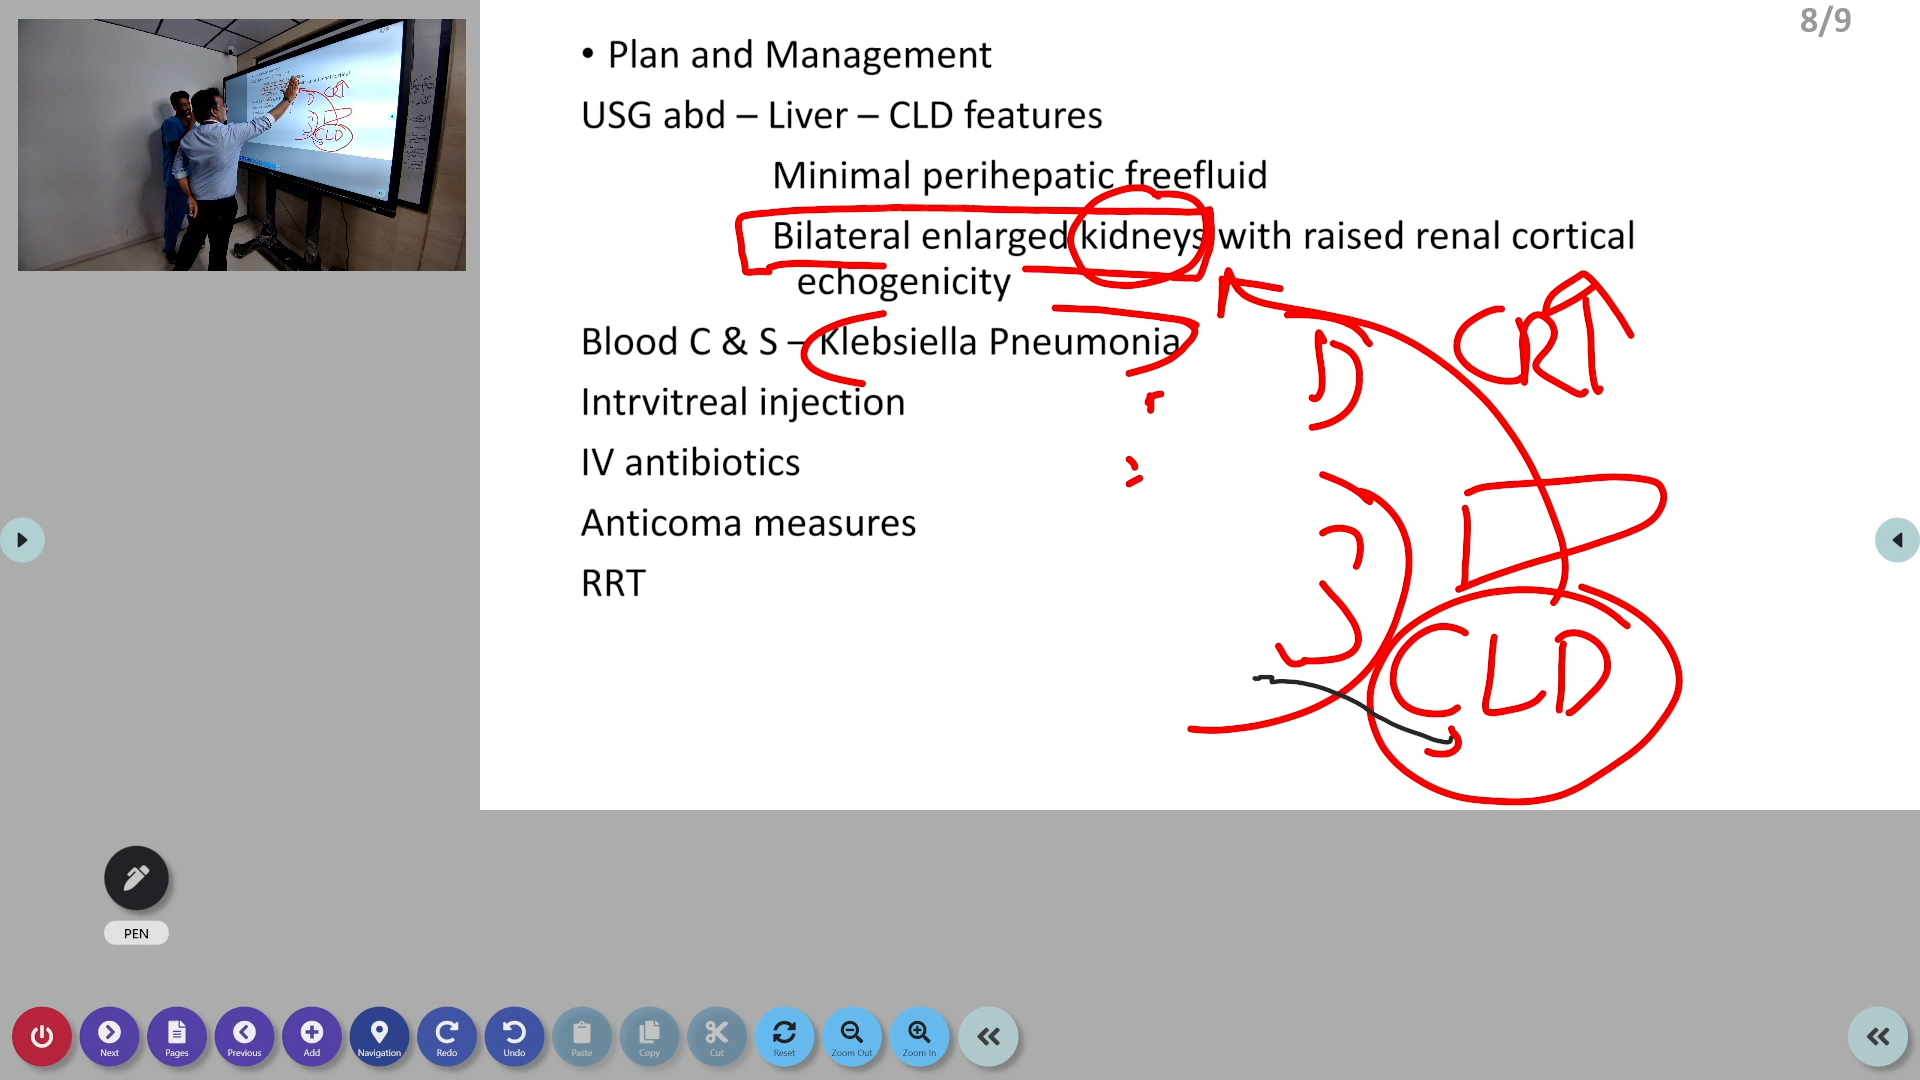 8/9
• Plan and Management
USG abd – Liver – CLD features
Minimal perihepatic freefluid
Bilateral enlarged kidneys with raised renal cortical
echogenicity
Blood C & S – Klebsiella Pneumonia
Intrvitreal injection
IV antibiotics
Anticoma measures
RRT
CRT
D
CLD
PEN
Next
Pages
Previous
Add
Navigation
Redo
Undo
Paste
Copy
Cut
Reset
Zoom Out
Zoom In